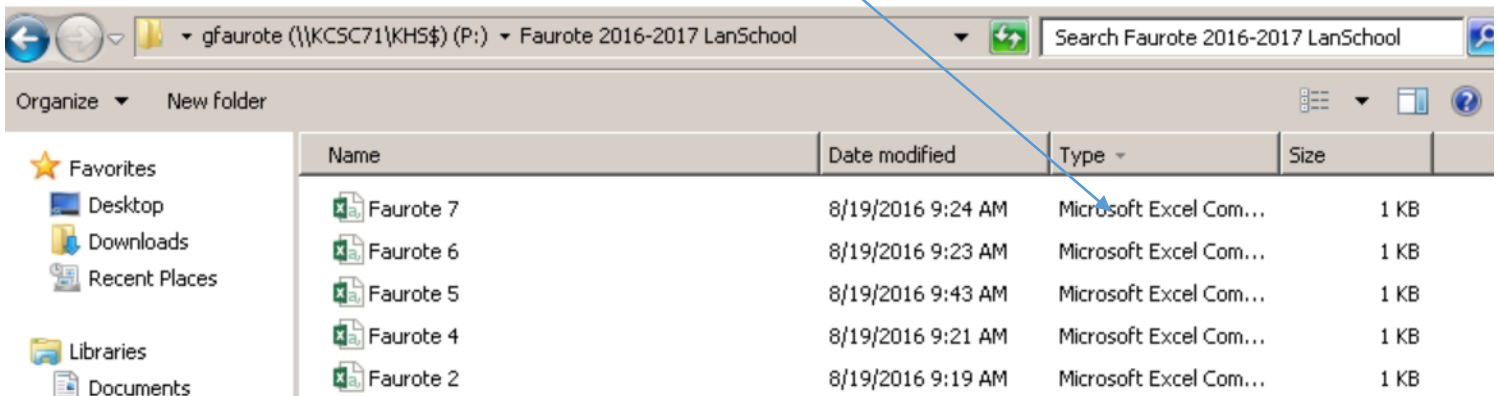 gfaurote (\\KCSC71\KHS$) (P:) Faurote 2016-2017 LanSchool Search Faurote 2016-2017 LanSchool
Organize New folder
Favorites
Desktop
Downloads
Recent Places
Libraries
Documents
Name Date modified Type Size
Faurote 7 8/19/2016 9:24 AM Microsoft Excel Com... 1 KB
Faurote 6 8/19/2016 9:23 AM Microsoft Excel Com... 1 KB
Faurote 5 8/19/2016 9:43 AM Microsoft Excel Com... 1 KB
Faurote 4 8/19/2016 9:21 AM Microsoft Excel Com... 1 KB
Faurote 2 8/19/2016 9:19 AM Microsoft Excel Com... 1 KB